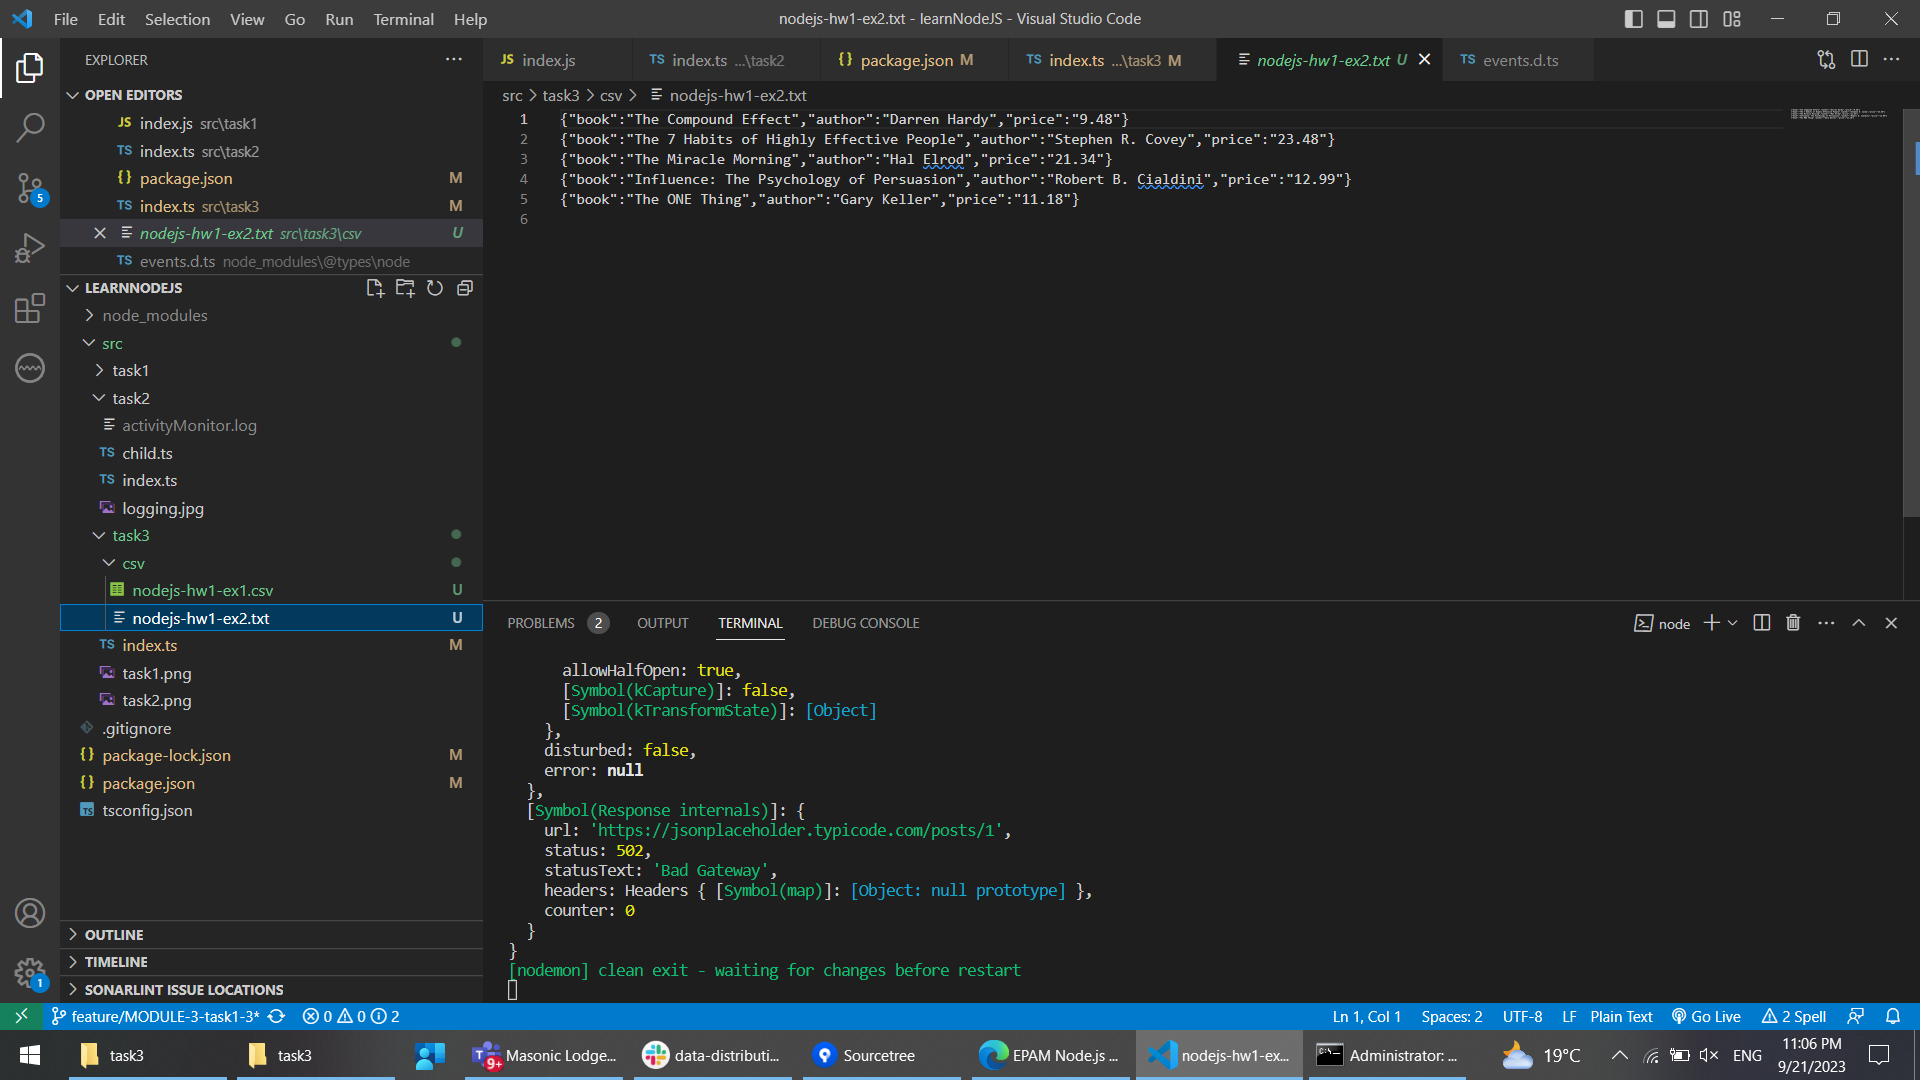 File Edit Selection View Go Run Terminal Help
nodejs-hw1-ex2.txt - learnNodeJS - Visual Studio Code
EXPLORER
OPEN EDITORS
JS index.js src\task1
TS index.ts src\task2
{} package.json M
TS index.ts src\task3 M
nodejs-hw1-ex2.txt src\task3\csv U
TS events.d.ts node_modules\@types\node
LEARNNODEJS
node_modules
src
task1
task2
activityMonitor.log
TS child.ts
TS index.ts
logging.jpg
task3
csv
nodejs-hw1-ex1.csv U
nodejs-hw1-ex2.txt U
TS index.ts M
task1.png
task2.png
.gitignore
{} package-lock.json M
{} package.json M
TS tsconfig.json
OUTLINE
TIMELINE
SONARLINT ISSUE LOCATIONS
5
1
JS index.js TS index.ts ...\task2 {} package.json M TS index.ts ...\task3 M nodejs-hw1-ex2.txt U TS events.d.ts
src > task3 > csv > nodejs-hw1-ex2.txt
1 {"book":"The Compound Effect","author":"Darren Hardy","price":"9.48"}
2 {"book":"The 7 Habits of Highly Effective People","author":"Stephen R. Covey","price":"23.48"}
3 {"book":"The Miracle Morning","author":"Hal Elrod","price":"21.34"}
4 {"book":"Influence: The Psychology of Persuasion","author":"Robert B. Cialdini","price":"12.99"}
5 {"book":"The ONE Thing","author":"Gary Keller","price":"11.18"}
6
PROBLEMS 2 OUTPUT TERMINAL DEBUG CONSOLE node
allowHalfOpen: true,
[Symbol(kCapture)]: false,
[Symbol(kTransformState)]: [Object]
},
disturbed: false,
error: null
},
[Symbol(Response internals)]: {
url: 'https://jsonplaceholder.typicode.com/posts/1',
status: 502,
statusText: 'Bad Gateway',
headers: Headers { [Symbol(map)]: [Object: null prototype] },
counter: 0
}
}
[nodemon] clean exit - waiting for changes before restart
feature/MODULE-3-task1-3* 0 0 2 Ln 1, Col 1 Spaces: 2 UTF-8 LF Plain Text Go Live 2 Spell
task3 task3 9+ Masonic Lodge... data-distributi... Sourcetree EPAM Node.js ... nodejs-hw1-ex... Administrator: ... 19°C ENG 11:06 PM
9/21/2023